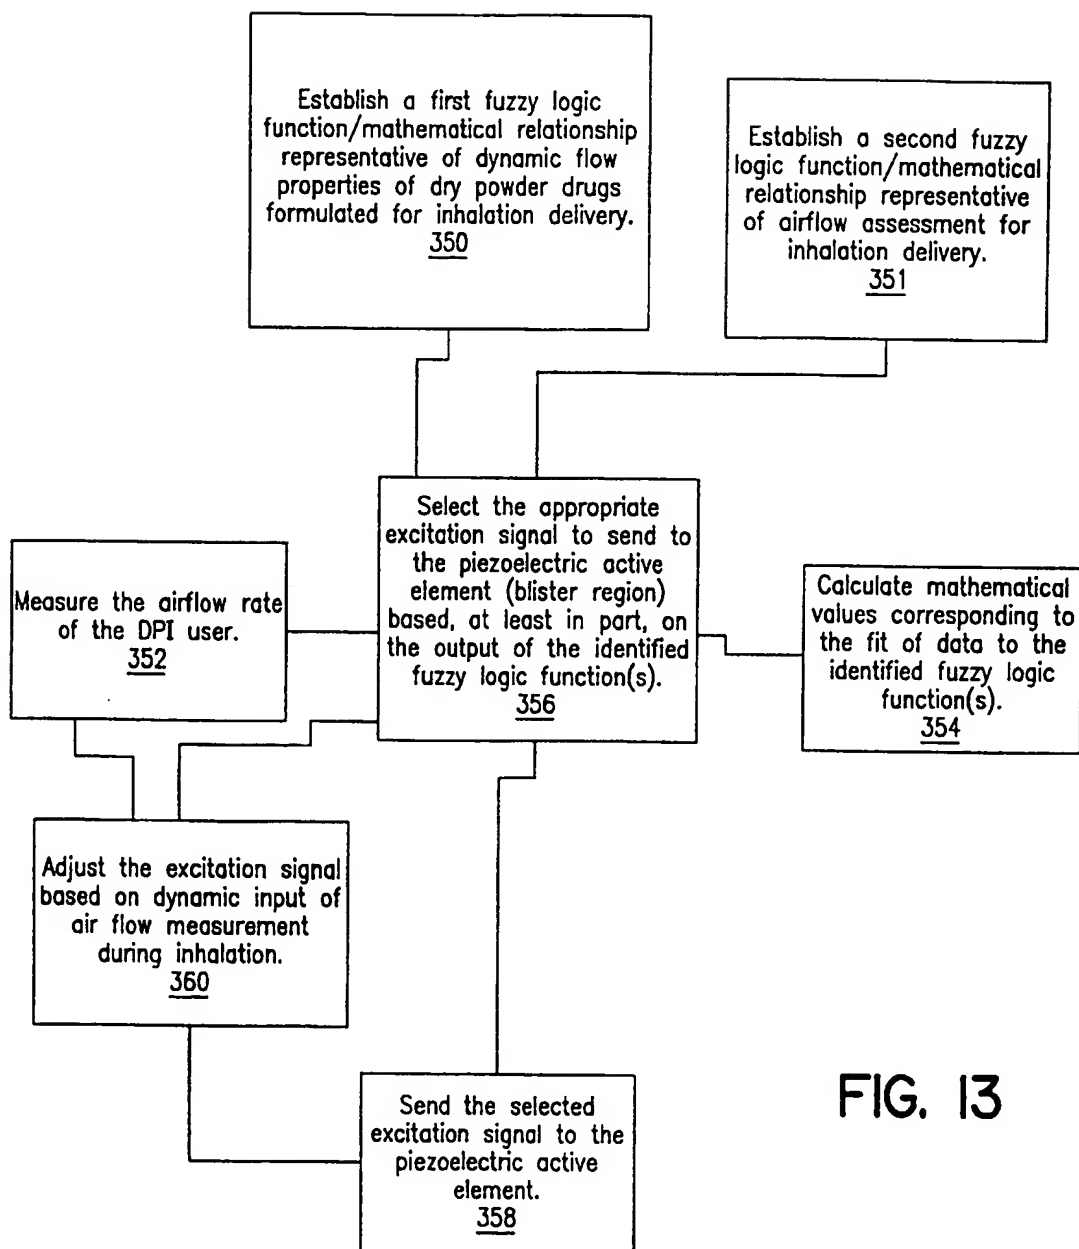 Establish a first fuzzy logic
function/mathematical relationship
representative of dynamic flow
properties of dry powder drugs
formulated for inhalation delivery.
350
Establish a second fuzzy
logic function/mathematical
relationship representative
of airflow assessment for
inhalation delivery.
351
Select the appropriate
excitation signal to send to
the piezoelectric active
element (blister region)
based, at least in part, on
the output of the identified
fuzzy logic function(s).
356
Measure the airflow rate
of the DPI user.
352
Calculate mathematical
values corresponding to
the fit of data to the
identified fuzzy logic
function(s).
354
Adjust the excitation signal
based on dynamic input of
air flow measurement
during inhalation.
360
Send the selected
excitation signal to the
piezoelectric active
element.
358
FIG. 13